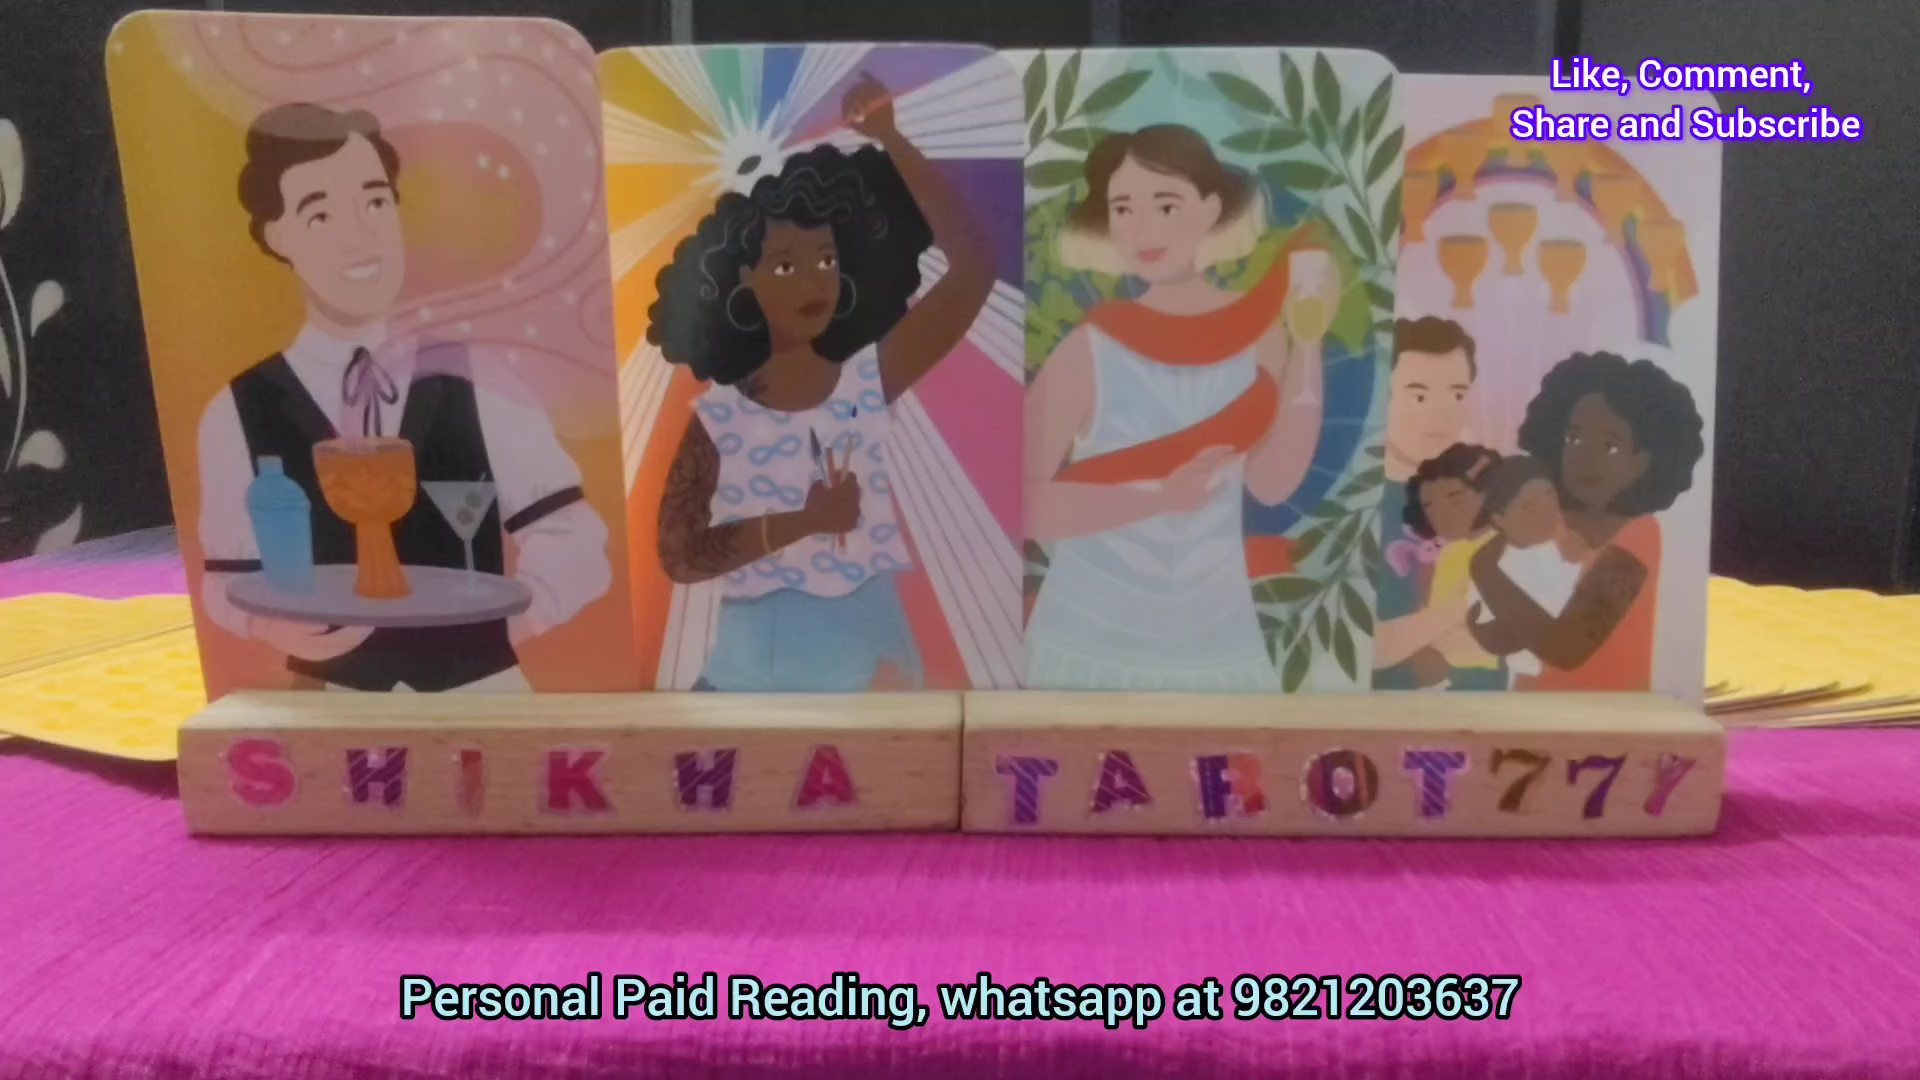 Like, Comment,
Share and Subscribe
SHIKHA TAROT777
Personal Paid Reading, whatsapp at 9821203637